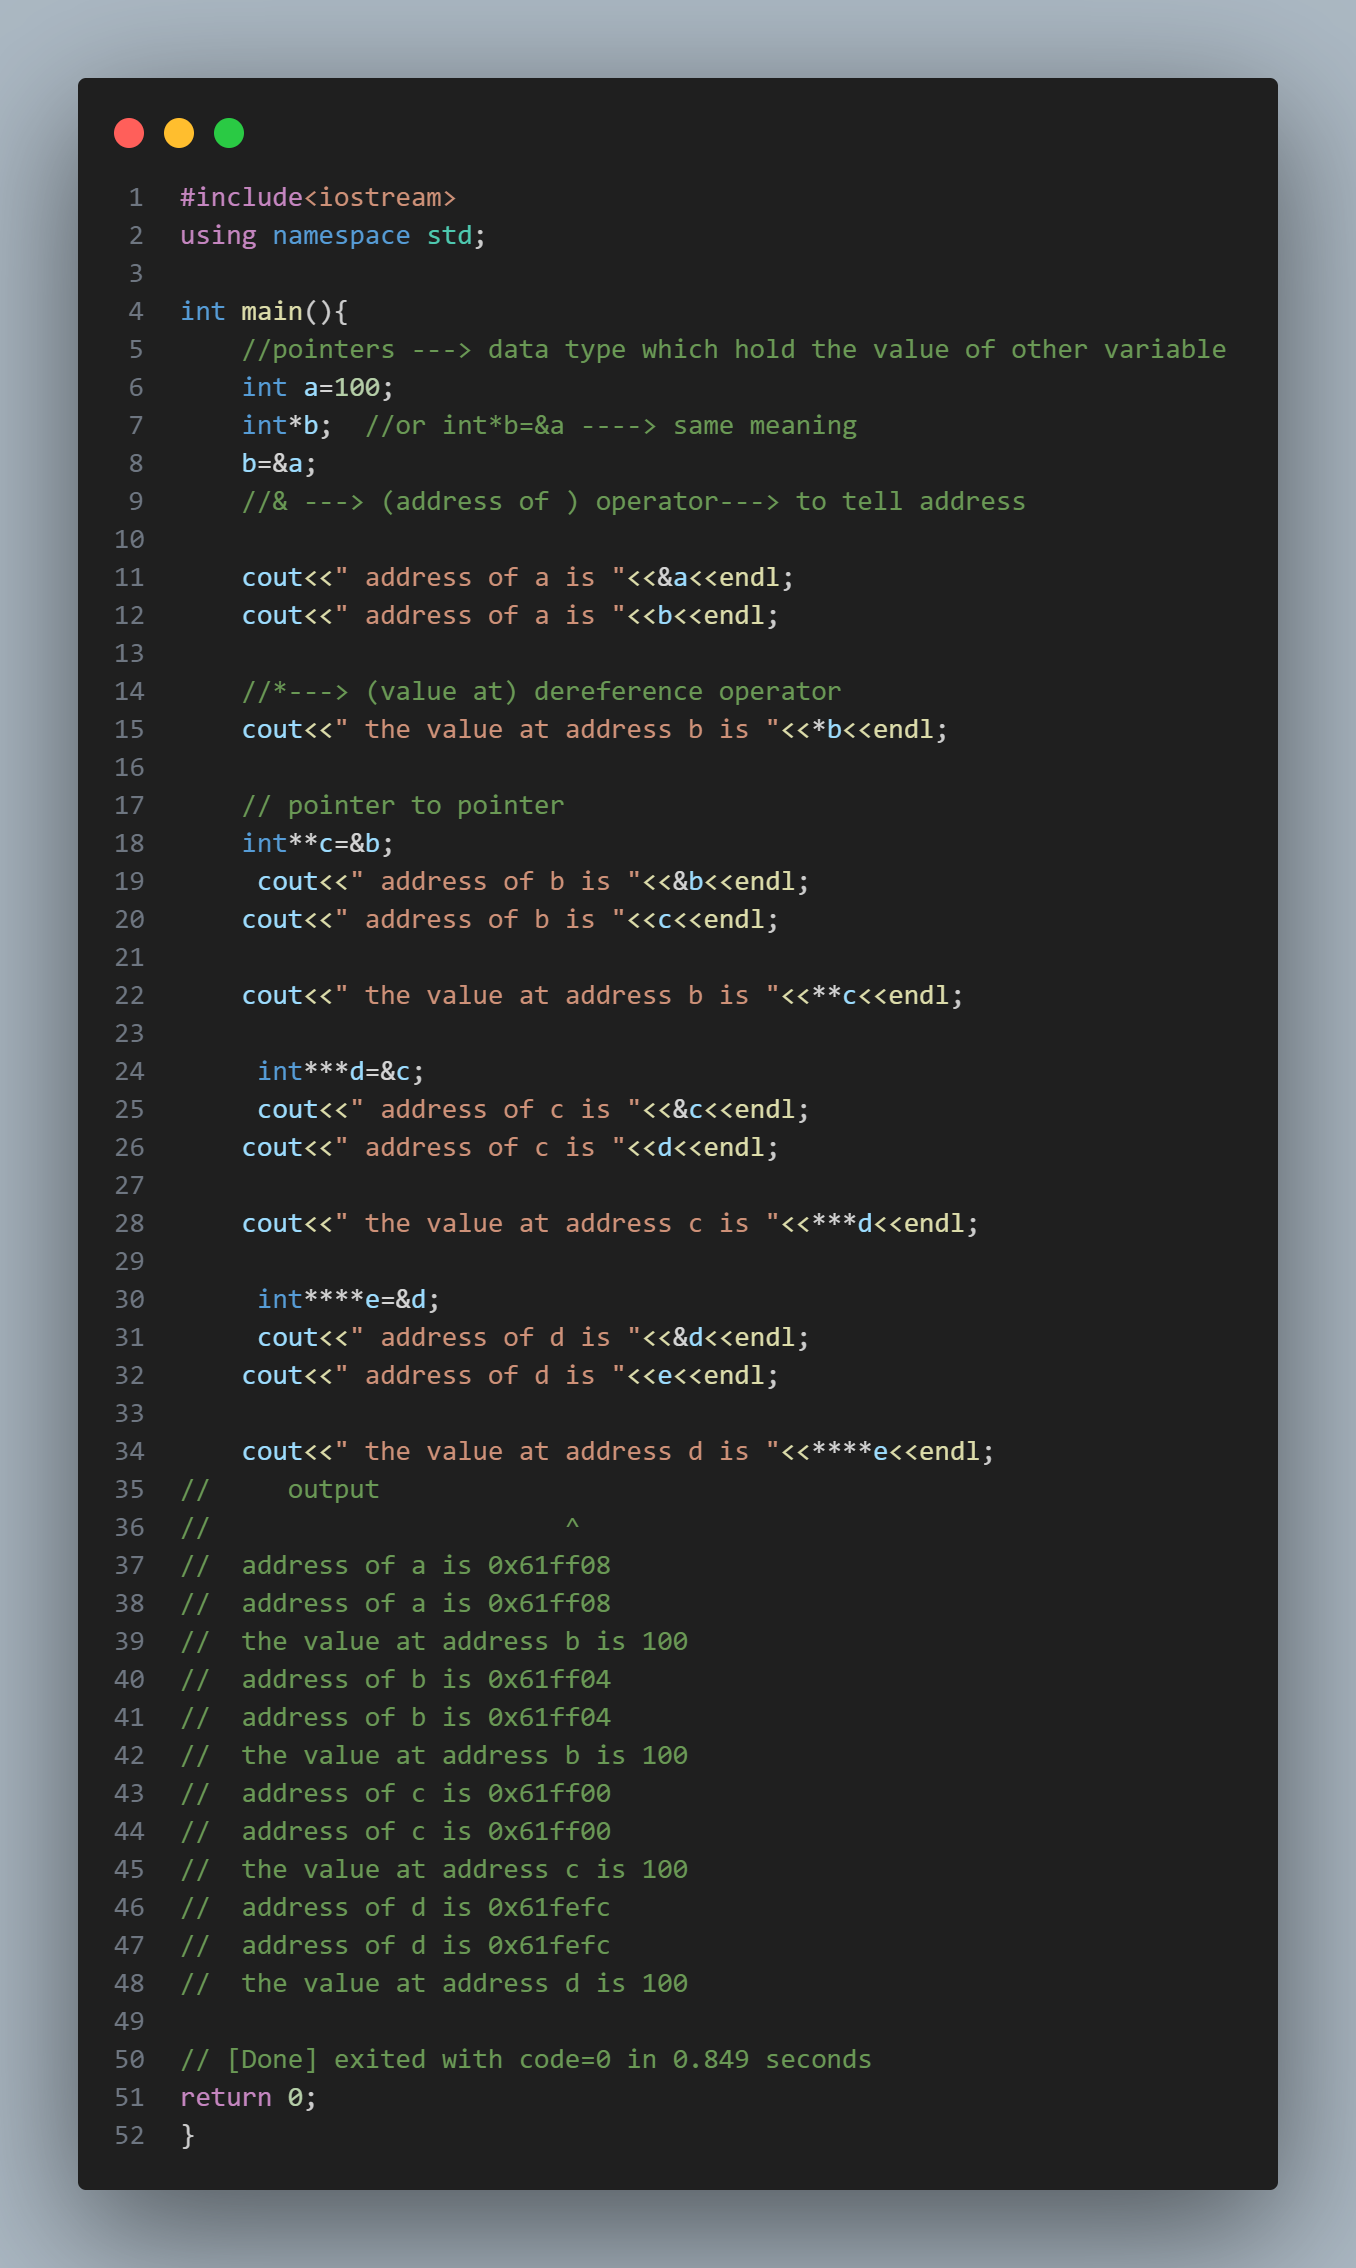 1 #include<iostream>
2 using namespace std;
3
4 int main(){
5     //pointers ---> data type which hold the value of other variable
6     int a=100;
7     int*b;  //or int*b=&a ----> same meaning
8     b=&a;
9     //& ---> (address of ) operator---> to tell address
10
11     cout<<" address of a is "<<&a<<endl;
12     cout<<" address of a is "<<b<<endl;
13
14     //*---> (value at) dereference operator
15     cout<<" the value at address b is "<<*b<<endl;
16
17     // pointer to pointer
18     int**c=&b;
19      cout<<" address of b is "<<&b<<endl;
20     cout<<" address of b is "<<c<<endl;
21
22     cout<<" the value at address b is "<<**c<<endl;
23
24      int***d=&c;
25      cout<<" address of c is "<<&c<<endl;
26     cout<<" address of c is "<<d<<endl;
27
28     cout<<" the value at address c is "<<***d<<endl;
29
30      int****e=&d;
31      cout<<" address of d is "<<&d<<endl;
32     cout<<" address of d is "<<e<<endl;
33
34     cout<<" the value at address d is "<<****e<<endl;
35 //     output
36 //                       ^
37 //  address of a is 0x61ff08
38 //  address of a is 0x61ff08
39 //  the value at address b is 100
40 //  address of b is 0x61ff04
41 //  address of b is 0x61ff04
42 //  the value at address b is 100
43 //  address of c is 0x61ff00
44 //  address of c is 0x61ff00
45 //  the value at address c is 100
46 //  address of d is 0x61fefc
47 //  address of d is 0x61fefc
48 //  the value at address d is 100
49
50 // [Done] exited with code=0 in 0.849 seconds
51 return 0;
52 }